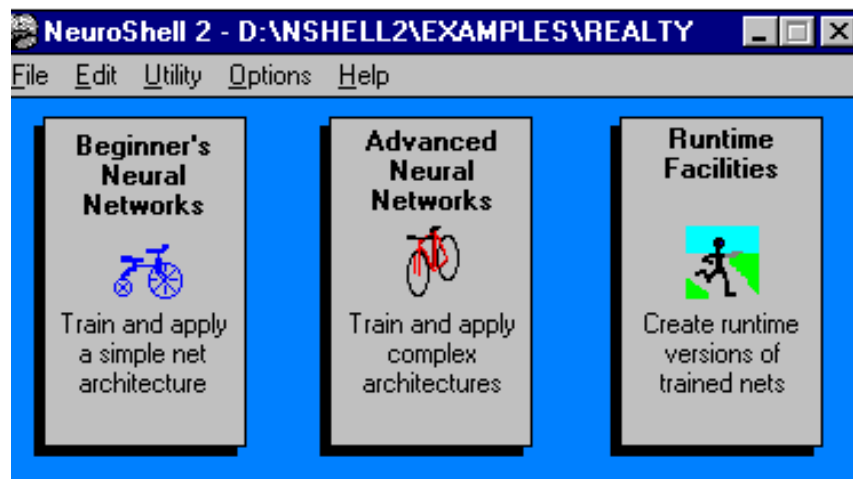 NeuroShell 2 - D:\NSHELL2\EXAMPLES\REALTY
File Edit Utility Options Help
Beginner's
Neural
Networks
Train and apply
a simple net
architecture
Advanced
Neural
Networks
Train and apply
complex
architectures
Runtime
Facilities
Create runtime
versions of
trained nets